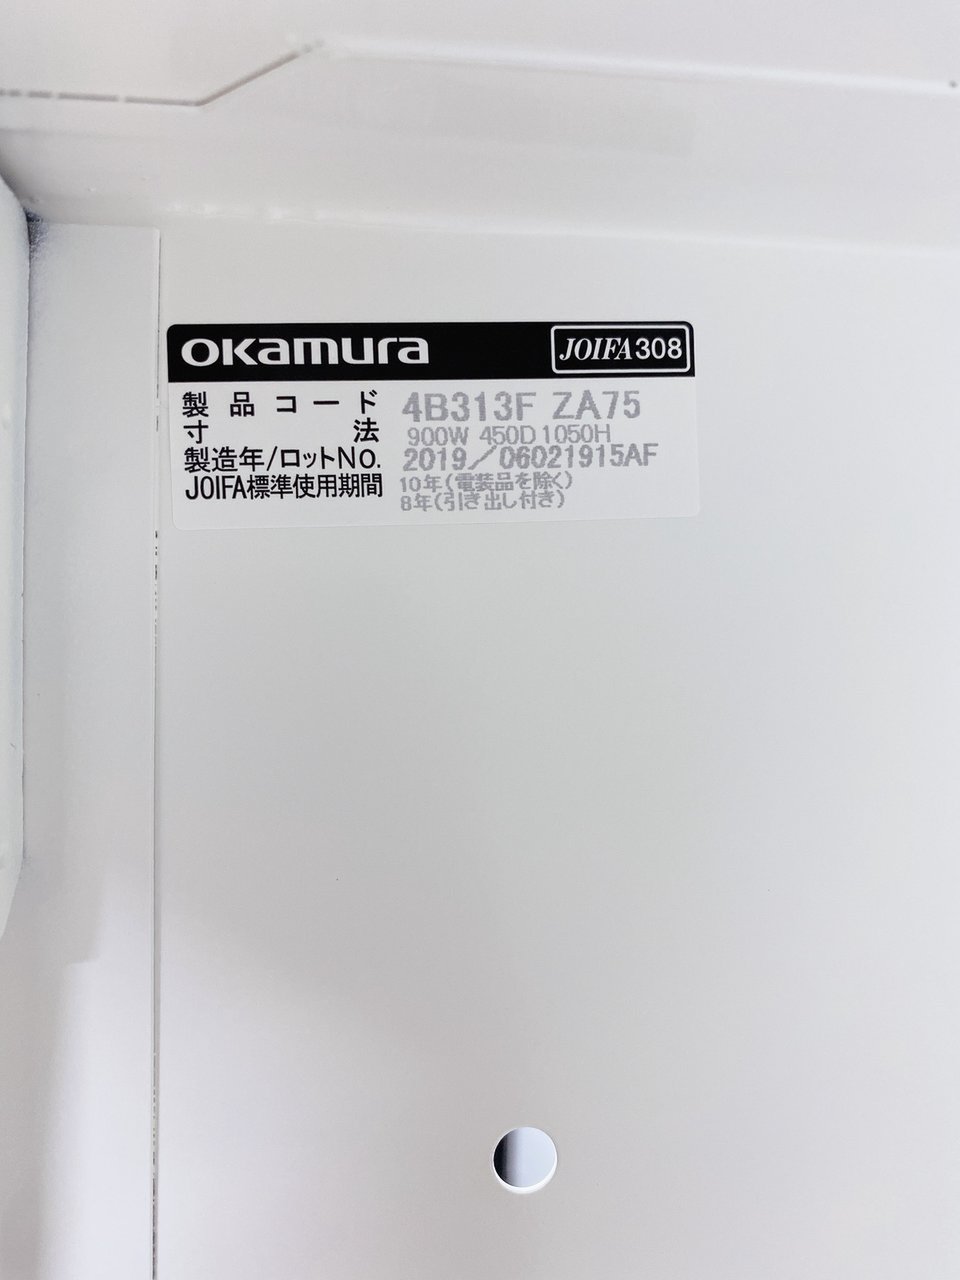 OKamura JOIFA308
製品コード 4B313F ZA75
寸法 900W 450D 1050H
製造年/ロットNo. 2019/06021915AF
JOIFA標準使用期間 10年(電装品を除く)
8年(引き出し付き)